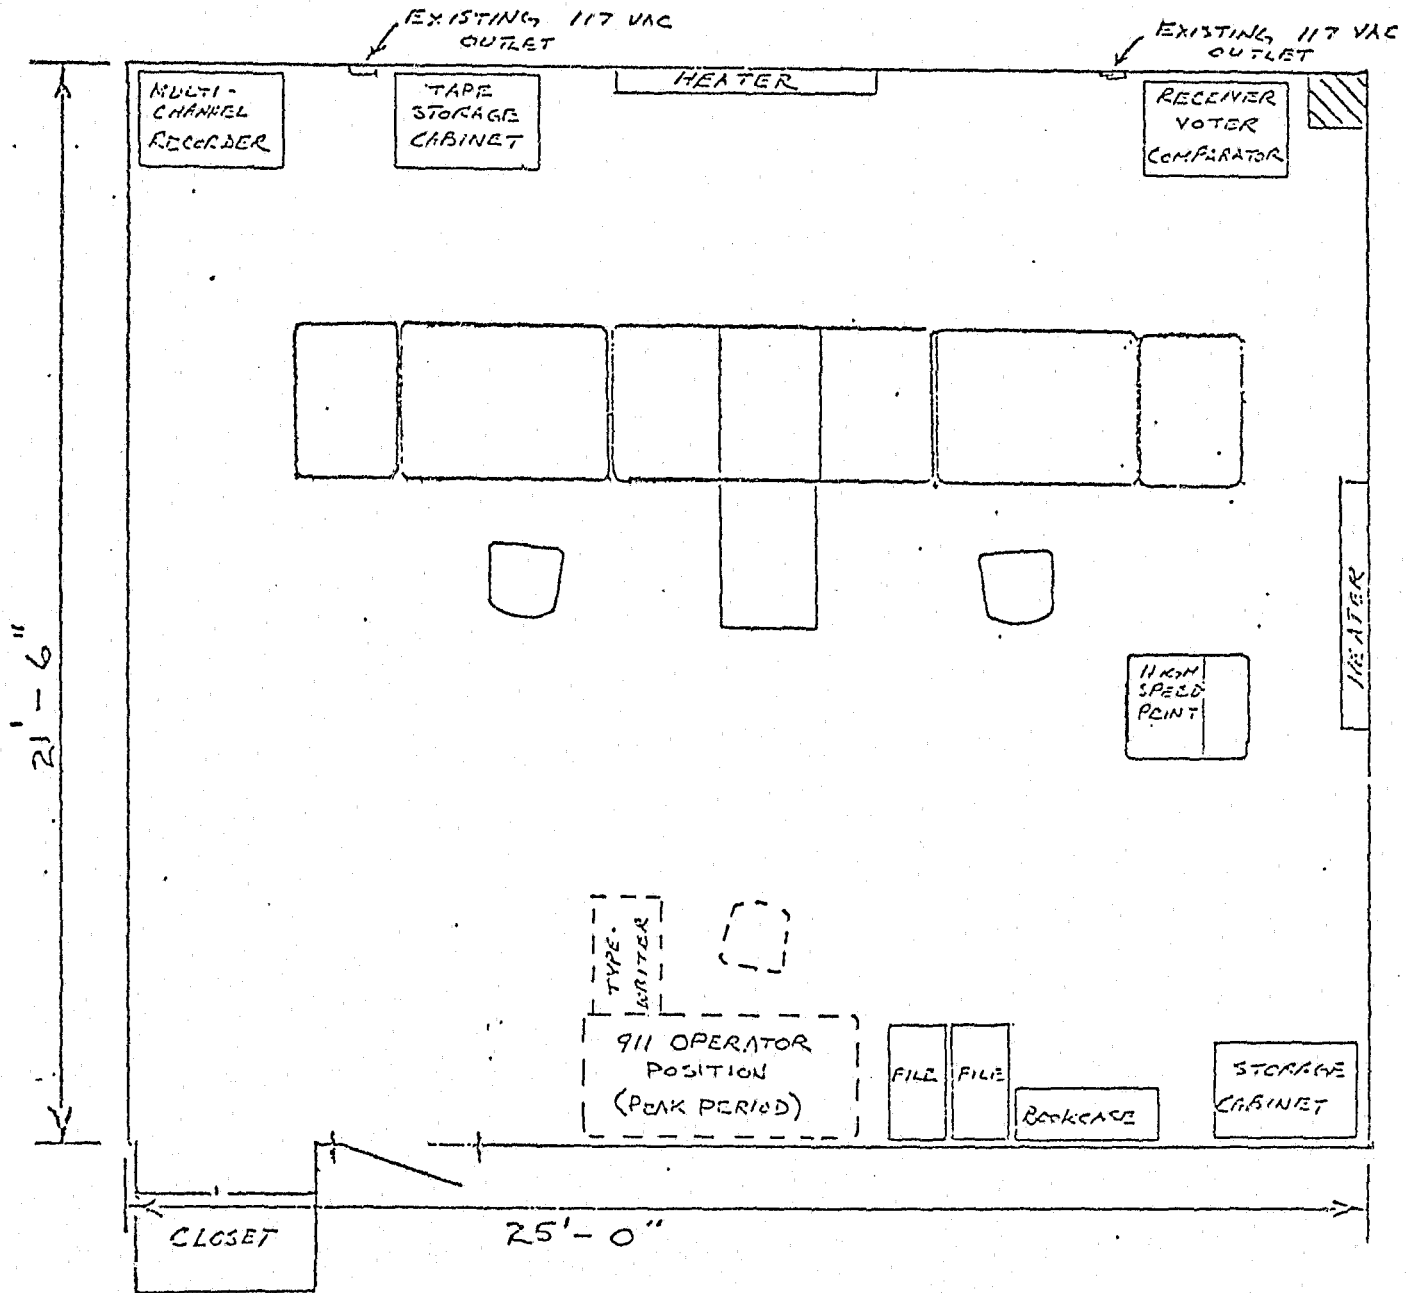 EXISTING 117 VAC
OUTLET
EXISTING 117 VAC
OUTLET
MULTI-
CHANNEL
RECORDER
TAPE
STORAGE
CABINET
HEATER
RECEIVER
VOTER
COMPARATOR
21'-6"
HEATER
HIGH
SPEED
PRINT
TYPE-
WRITER
911 OPERATOR
POSITION
(PEAK PERIOD)
FILE
FILE
BOOKCASE
STORAGE
CABINET
CLOSET
25'-0"